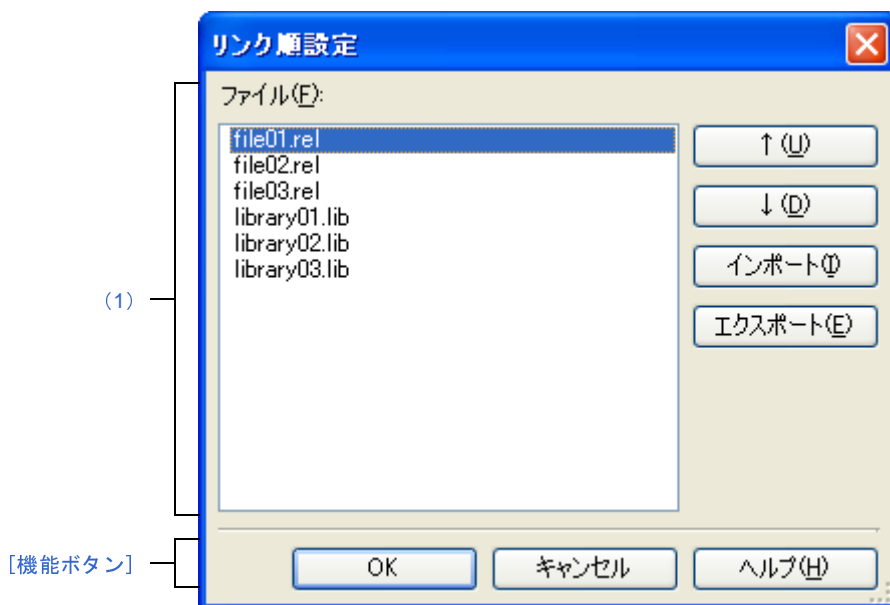 リンク順設定
ファイル(F):
file01.rel
file02.rel
file03.rel
library01.lib
library02.lib
library03.lib
↑(U)
↓(D)
インポート(I)
エクスポート(E)
(1)
[機能ボタン]
OK
キャンセル
ヘルプ(H)